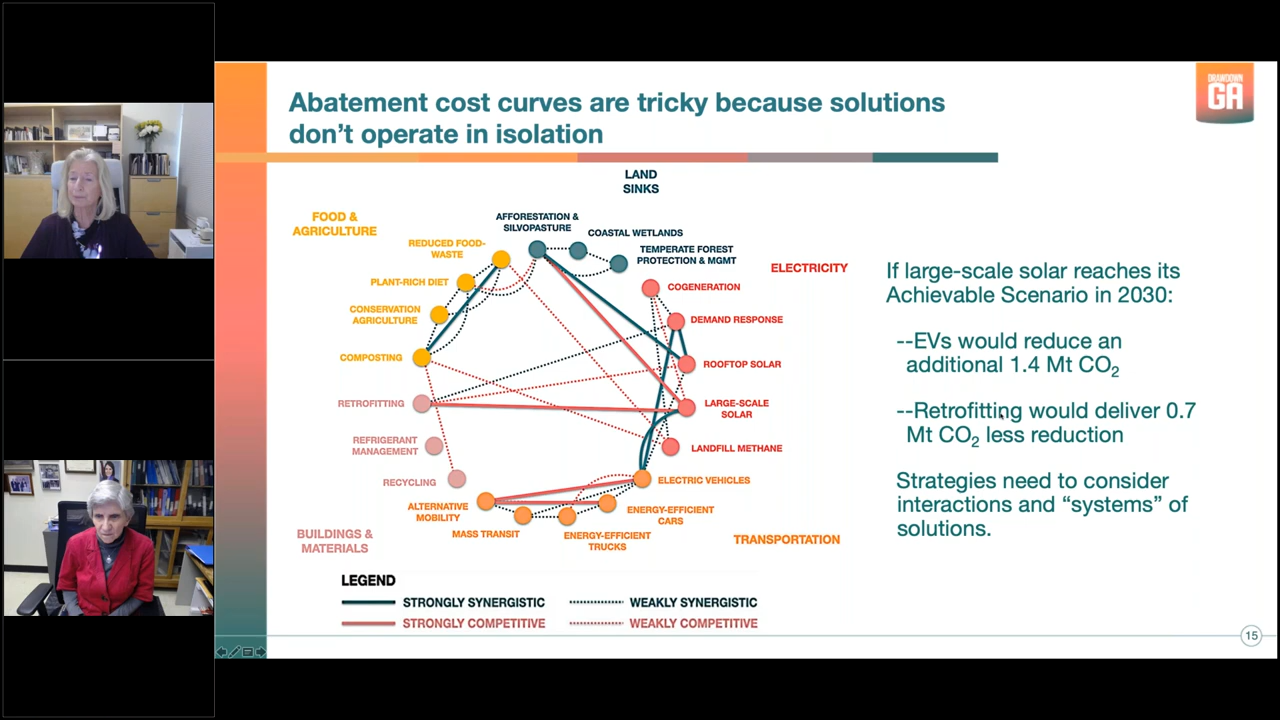 Abatement cost curves are tricky because solutions
don't operate in isolation
DRAWDOWN
GA
LAND
SINKS
FOOD &
AGRICULTURE
AFFORESTATION &
SILVOPASTURE
COASTAL WETLANDS
REDUCED FOOD-
WASTE
TEMPERATE FOREST
PROTECTION & MGMT
ELECTRICITY
PLANT-RICH DIET
COGENERATION
CONSERVATION
AGRICULTURE
DEMAND RESPONSE
COMPOSTING
ROOFTOP SOLAR
RETROFITTING
LARGE-SCALE
SOLAR
REFRIGERANT
MANAGEMENT
LANDFILL METHANE
RECYCLING
ELECTRIC VEHICLES
ALTERNATIVE
MOBILITY
ENERGY-EFFICIENT
CARS
MASS TRANSIT
ENERGY-EFFICIENT
TRUCKS
BUILDINGS &
MATERIALS
TRANSPORTATION
If large-scale solar reaches its
Achievable Scenario in 2030:
--EVs would reduce an
additional 1.4 Mt CO₂
--Retrofitting would deliver 0.7
Mt CO₂ less reduction
Strategies need to consider
interactions and “systems” of
solutions.
LEGEND
STRONGLY SYNERGISTIC
WEAKLY SYNERGISTIC
STRONGLY COMPETITIVE
WEAKLY COMPETITIVE
15